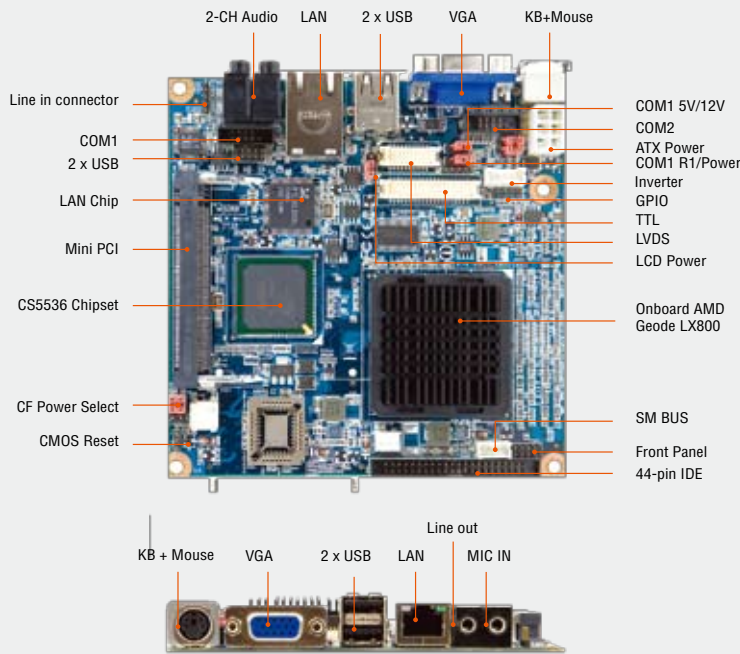 2-CH Audio LAN 2 x USB VGA KB+Mouse
Line in connector
COM1
2 x USB
LAN Chip
Mini PCI
CS5536 Chipset
CF Power Select
CMOS Reset
COM1 5V/12V
COM2
ATX Power
COM1 R1/Power
Inverter
GPIO
TTL
LVDS
LCD Power
Onboard AMD
Geode LX800
SM BUS
Front Panel
44-pin IDE
Line out
KB + Mouse VGA 2 x USB LAN MIC IN